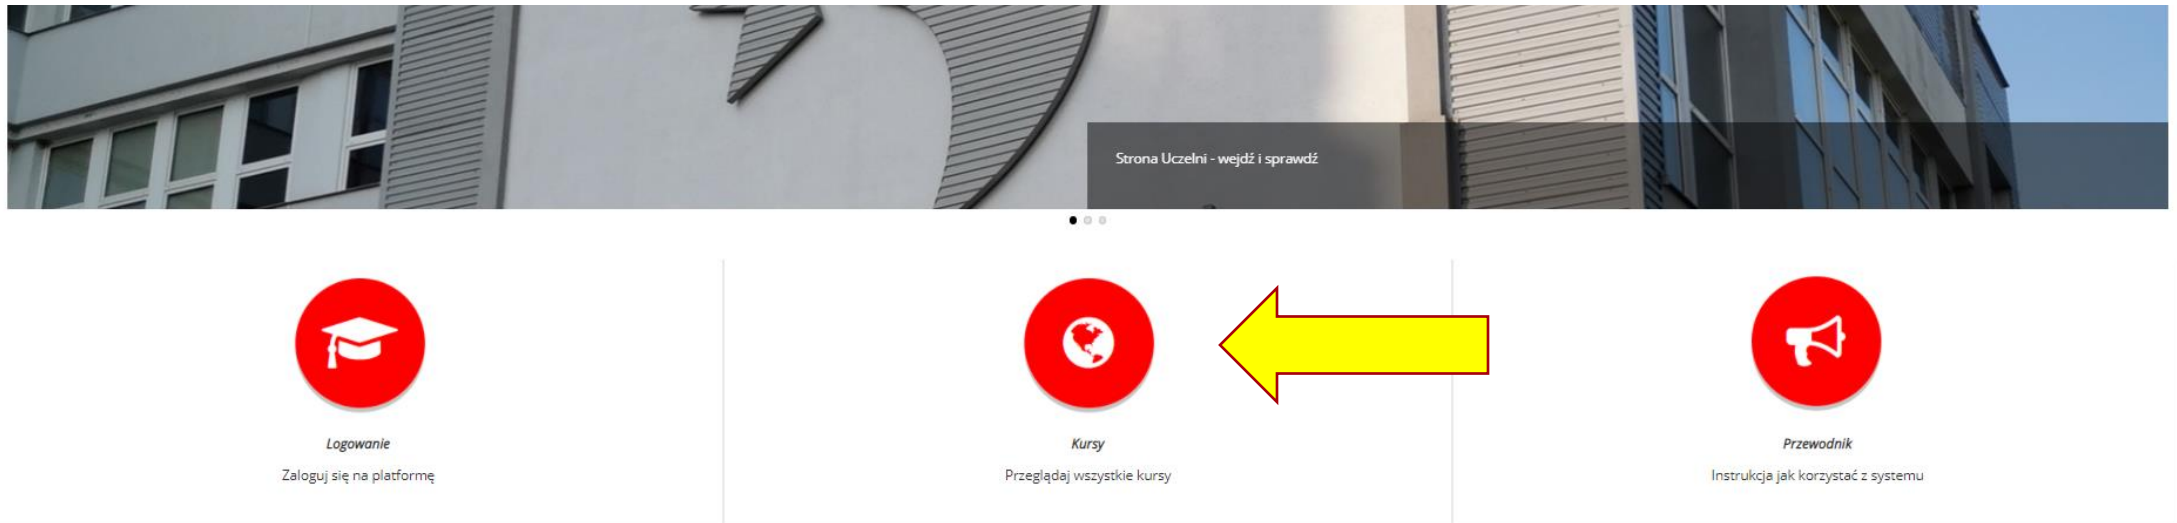 Strona Uczelni - wejdź i sprawdź
Logowanie
Zaloguj się na platformę
Kursy
Przeglądaj wszystkie kursy
Przewodnik
Instrukcja jak korzystać z systemu